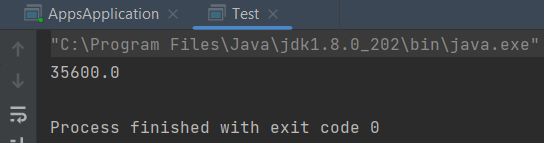 AppsApplication Test
"C:\Program Files\Java\jdk1.8.0_202\bin\java.exe"
35600.0
Process finished with exit code 0